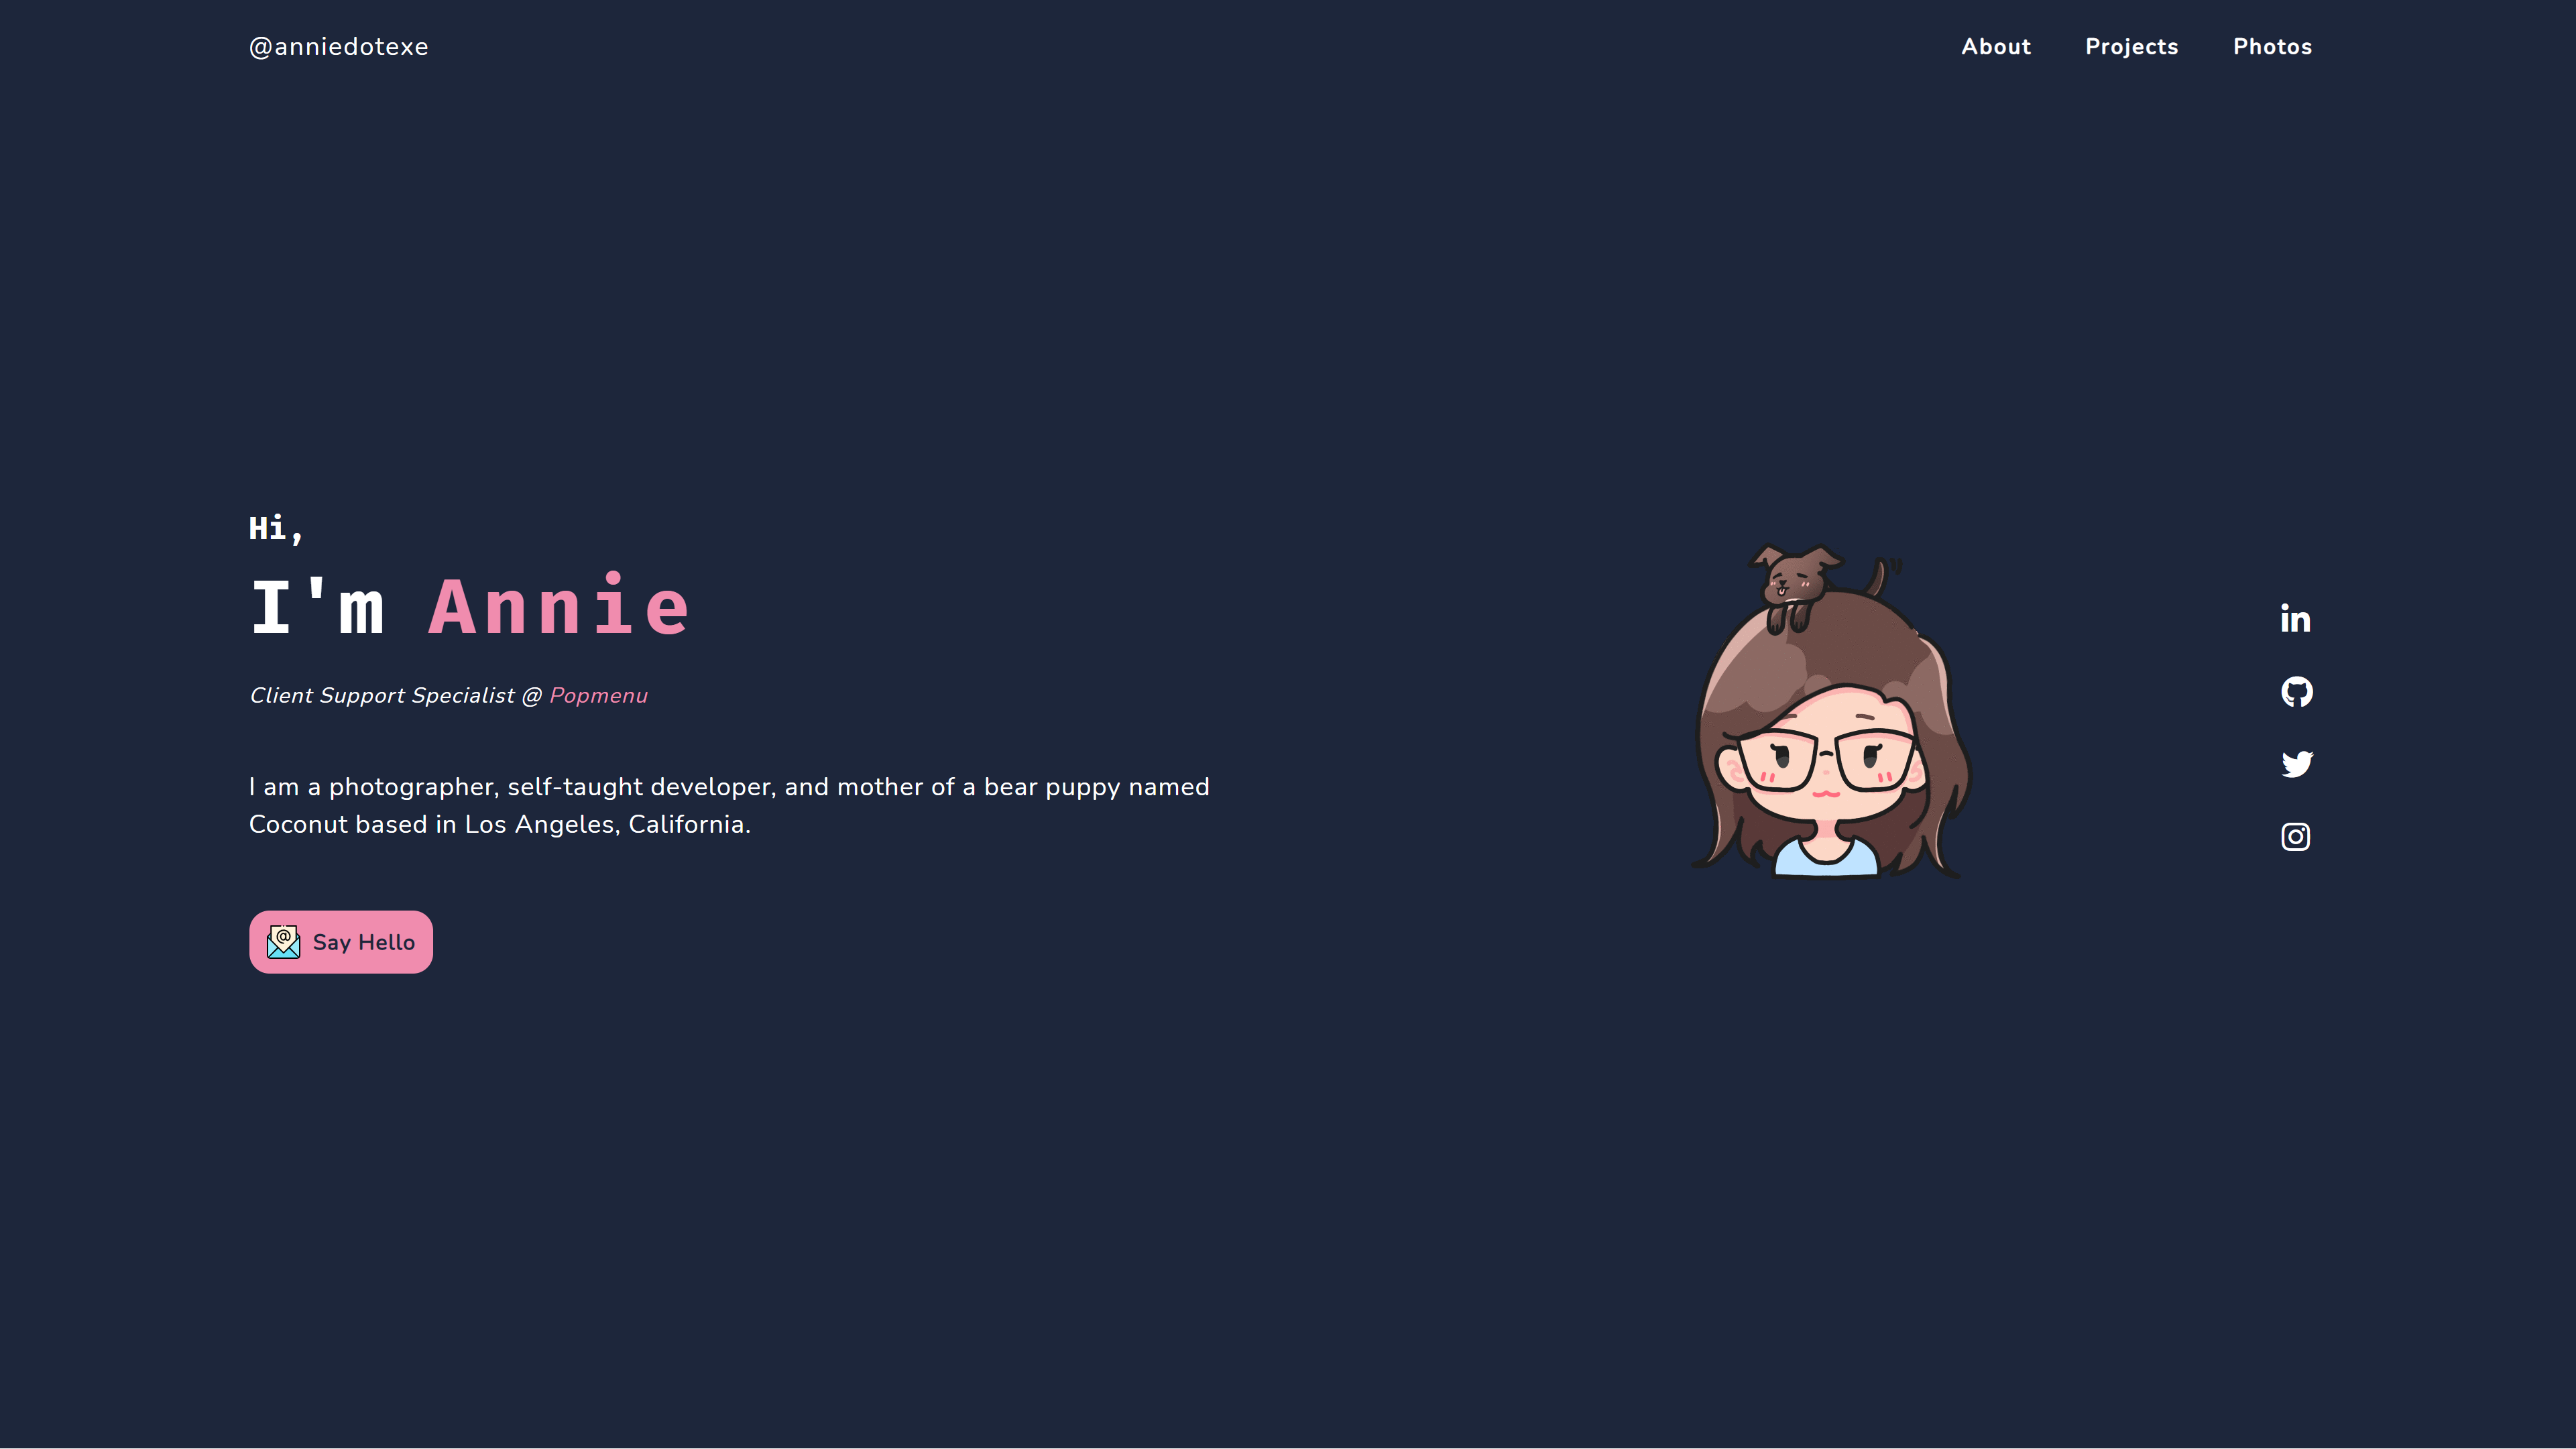 @anniedotexe
About Projects Photos
Hi,
I'm Annie
Client Support Specialist @ Popmenu
I am a photographer, self-taught developer, and mother of a bear puppy named
Coconut based in Los Angeles, California.
@ Say Hello
in